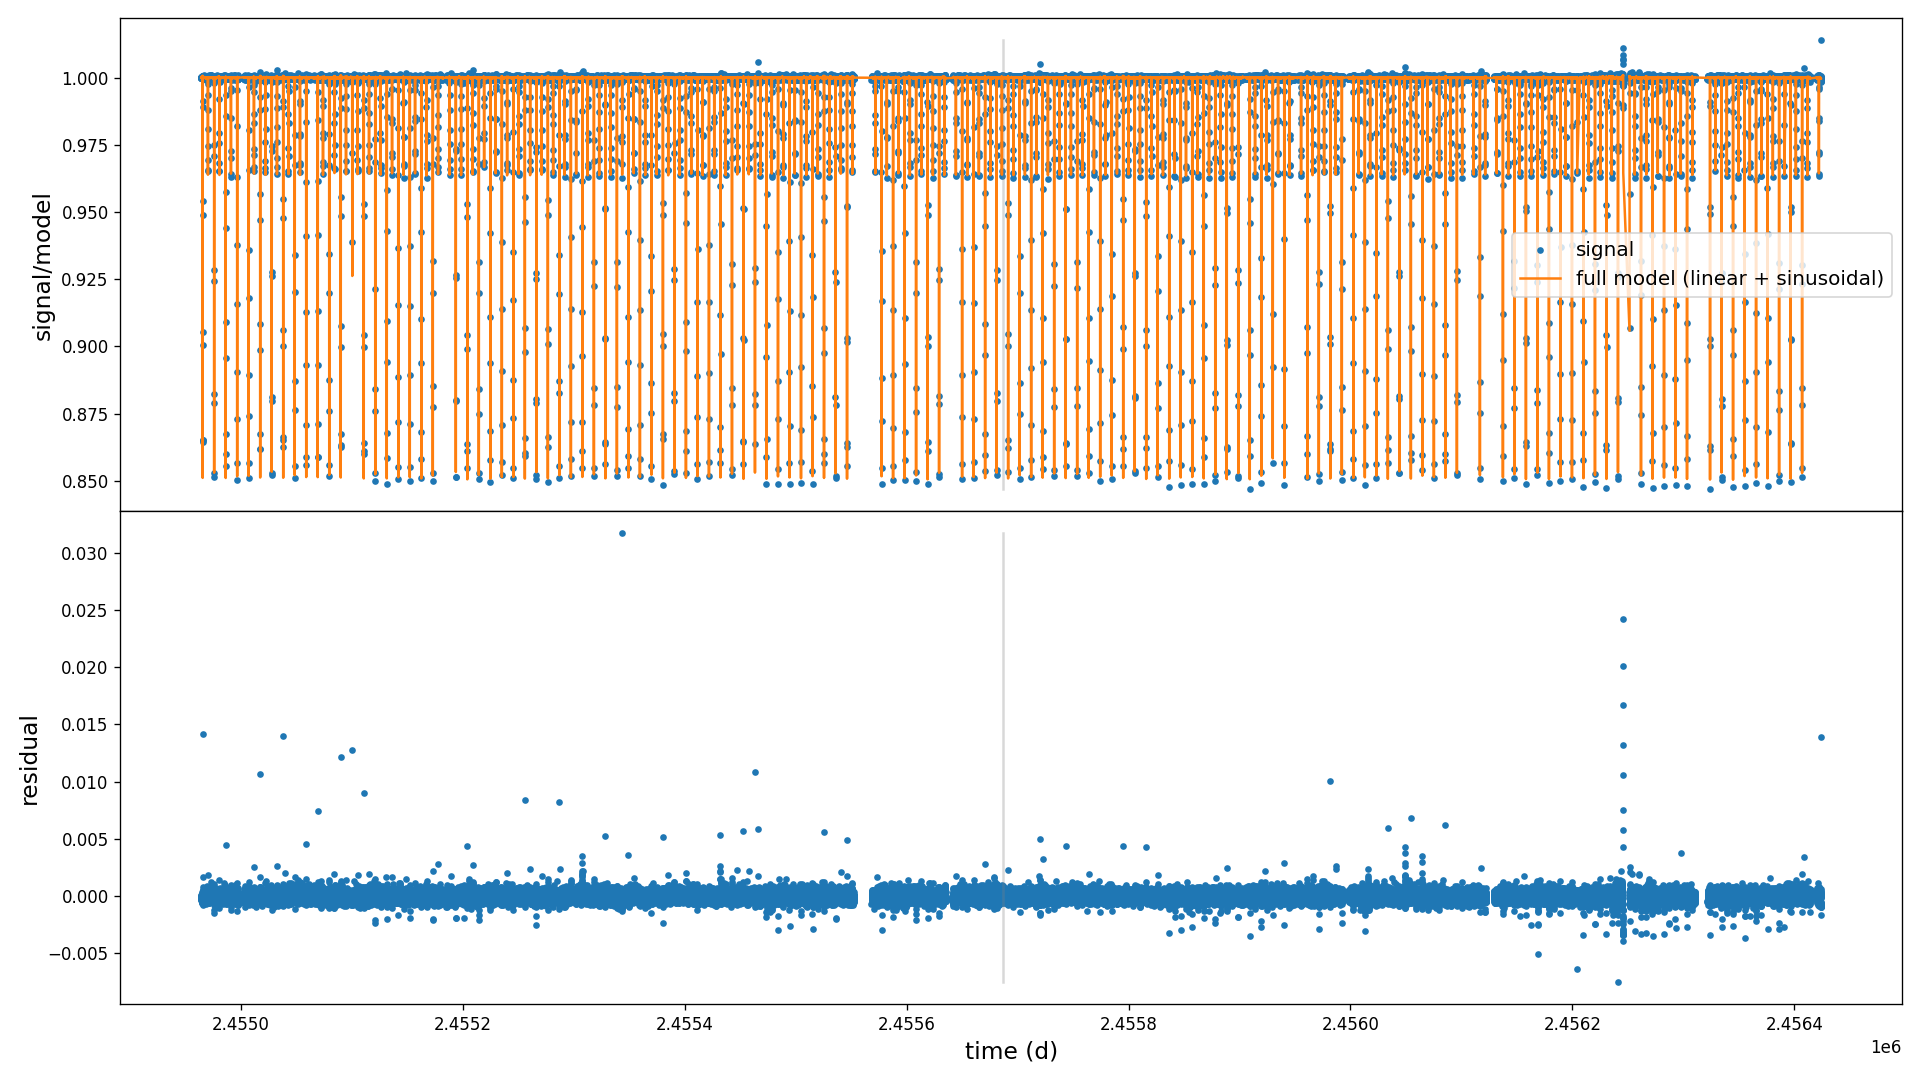 signal/model
1.000
0.975
0.950
0.925
0.900
0.875
0.850
signal
full model (linear + sinusoidal)
residual
0.030
0.025
0.020
0.015
0.010
0.005
0.000
−0.005
2.4550 2.4552 2.4554 2.4556 2.4558 2.4560 2.4562 2.4564
1e6
time (d)